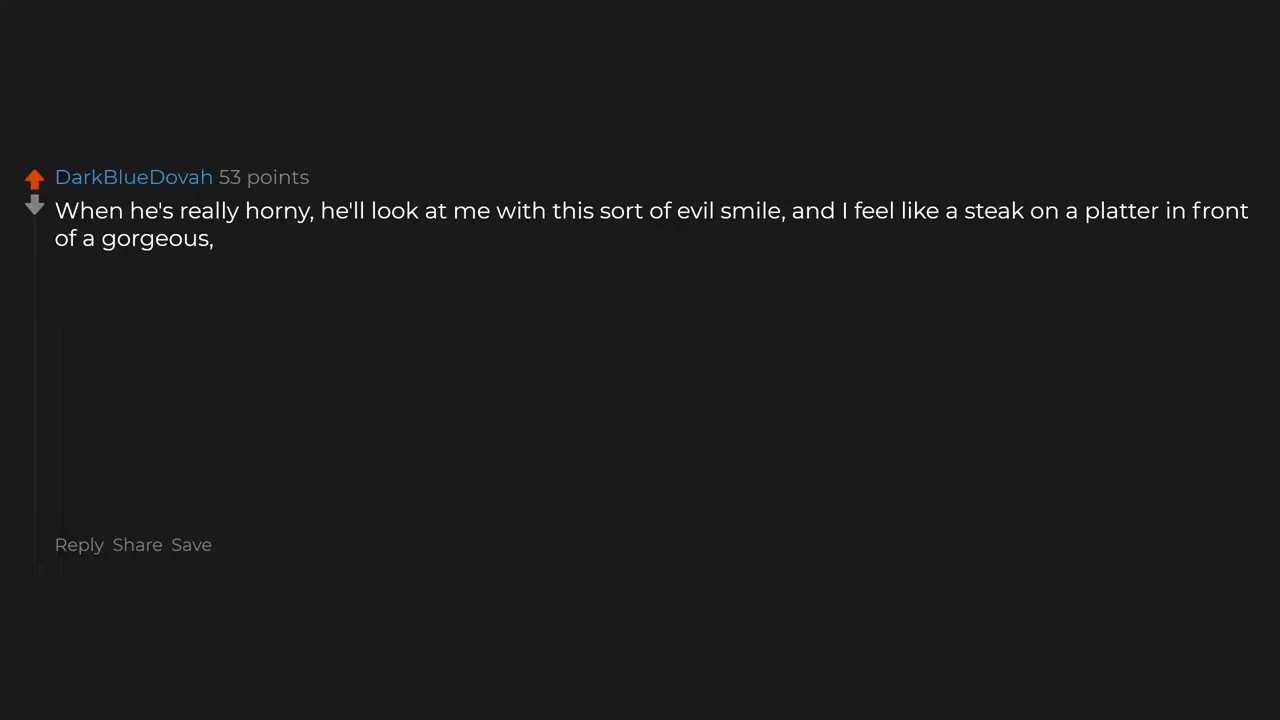 DarkBlueDovah 53 points
When he's really horny, he'll look at me with this sort of evil smile, and I feel like a steak on a platter in front
of a gorgeous,
Reply Share Save